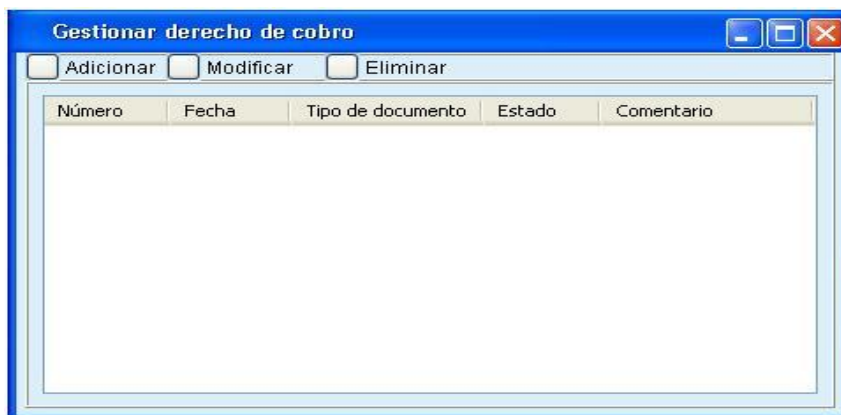 Gestionar derecho de cobro
Adicionar Modificar Eliminar
Número Fecha Tipo de documento Estado Comentario